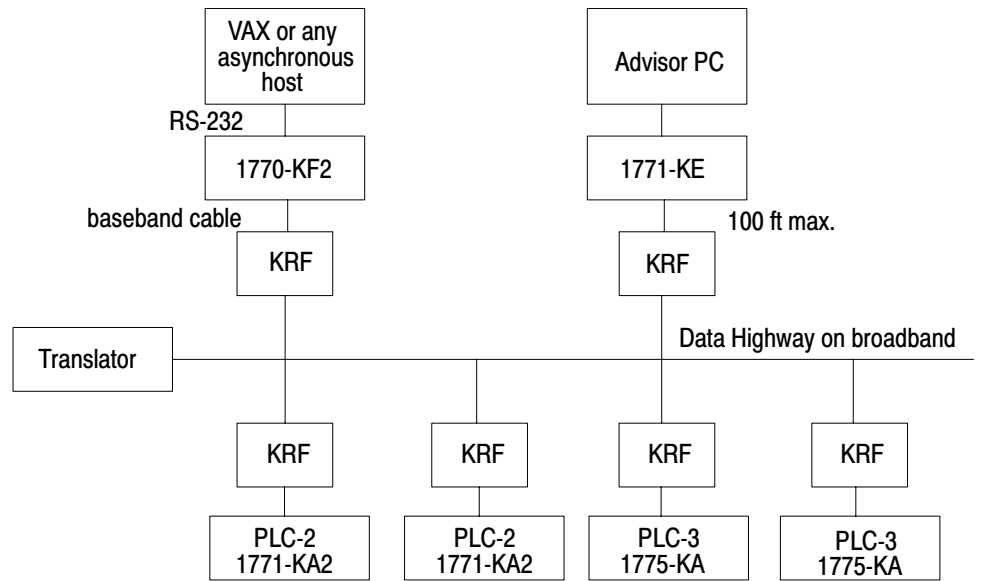 VAX or any
asynchronous
host
Advisor PC
RS-232
1770-KF2
1771-KE
baseband cable
100 ft max.
KRF
KRF
Data Highway on broadband
Translator
KRF
KRF
KRF
KRF
PLC-2
1771-KA2
PLC-2
1771-KA2
PLC-3
1775-KA
PLC-3
1775-KA